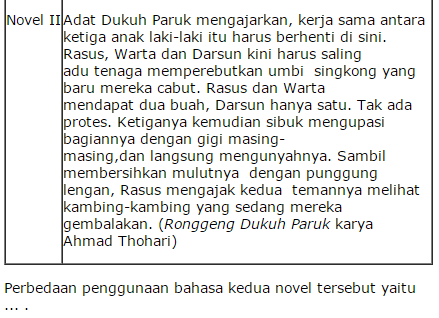 Novel II Adat Dukuh Paruk mengajarkan, kerja sama antara
ketiga anak laki-laki itu harus berhenti di sini.
Rasus, Warta dan Darsun kini harus saling
adu tenaga memperebutkan umbi singkong yang
baru mereka cabut. Rasus dan Warta
mendapat dua buah, Darsun hanya satu. Tak ada
protes. Ketiganya kemudian sibuk mengupasi
bagiannya dengan gigi masing-
masing,dan langsung mengunyahnya. Sambil
membersihkan mulutnya dengan punggung
lengan, Rasus mengajak kedua temannya melihat
kambing-kambing yang sedang mereka
gembalakan. (Ronggeng Dukuh Paruk karya
Ahmad Thohari)
Perbedaan penggunaan bahasa kedua novel tersebut yaitu
... .